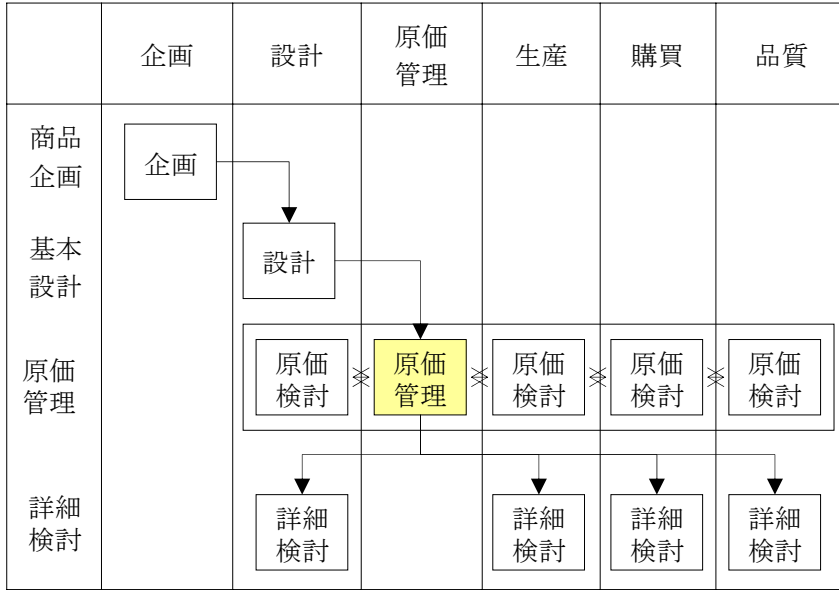 企画
設計
原価
管理
生産
購買
品質
商品
企画
企画
基本
設計
設計
原価
管理
原価
検討
原価
管理
原価
検討
原価
検討
原価
検討
詳細
検討
詳細
検討
詳細
検討
詳細
検討
詳細
検討